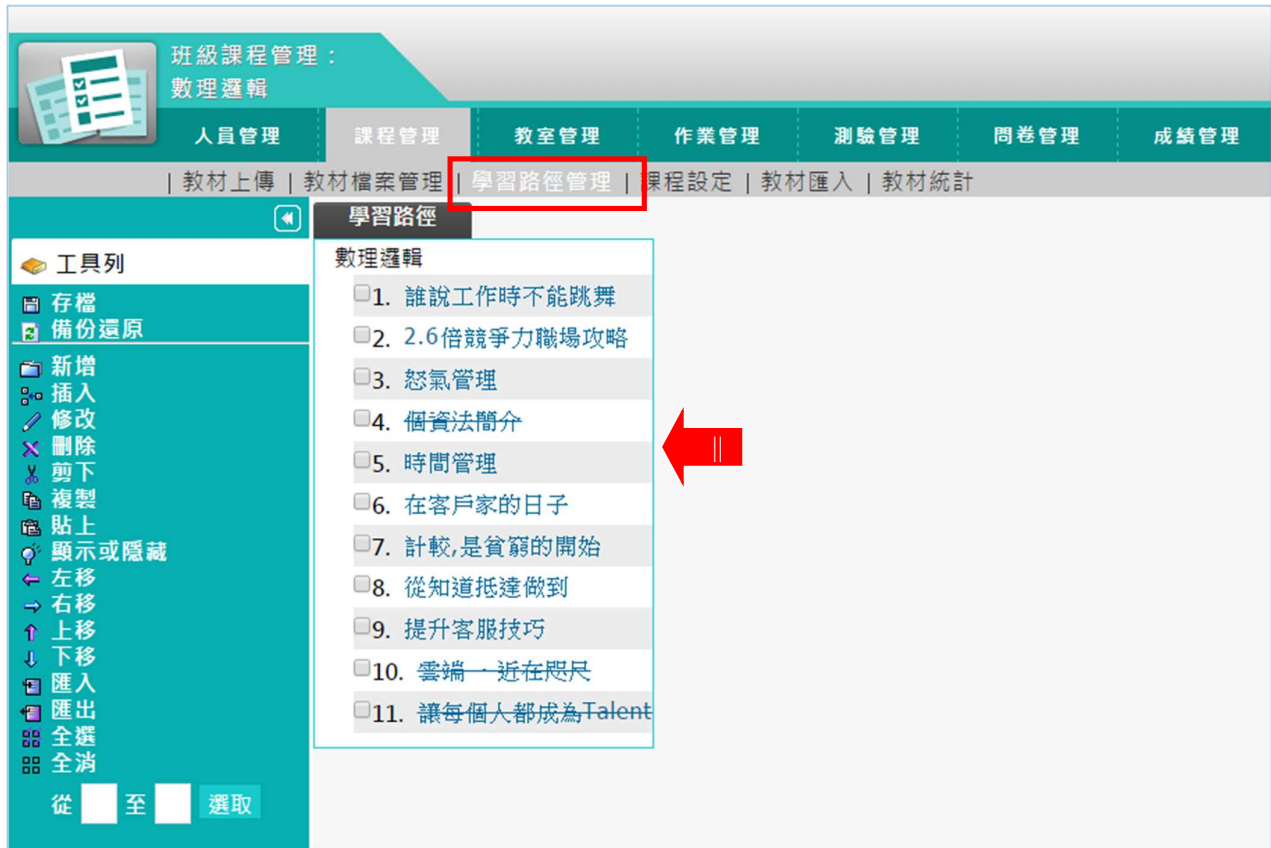 班級課程管理：
數理邏輯
人員管理 課程管理 教室管理 作業管理 測驗管理 問卷管理 成績管理
| 教材上傳 | 教材檔案管理 | 學習路徑管理 | 課程設定 | 教材匯入 | 教材統計
工具列
存檔
備份還原
新增
插入
修改
刪除
剪下
複製
貼上
顯示或隱藏
左移
右移
上移
下移
匯入
匯出
全選
全消
從 至 選取
學習路徑
數理邏輯
1. 誰說工作時不能跳舞
2. 2.6倍競爭力職場攻略
3. 怒氣管理
4. 個資法簡介
5. 時間管理
6. 在客戶家的日子
7. 計較,是貧窮的開始
8. 從知道抵達做到
9. 提升客服技巧
10. 雲端，近在咫尺
11. 讓每個人都成為Talent